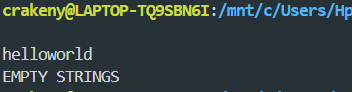 crakeny@LAPTOP-TQ9SBN6I:/mnt/c/Users/Hp
helloworld
EMPTY STRINGS